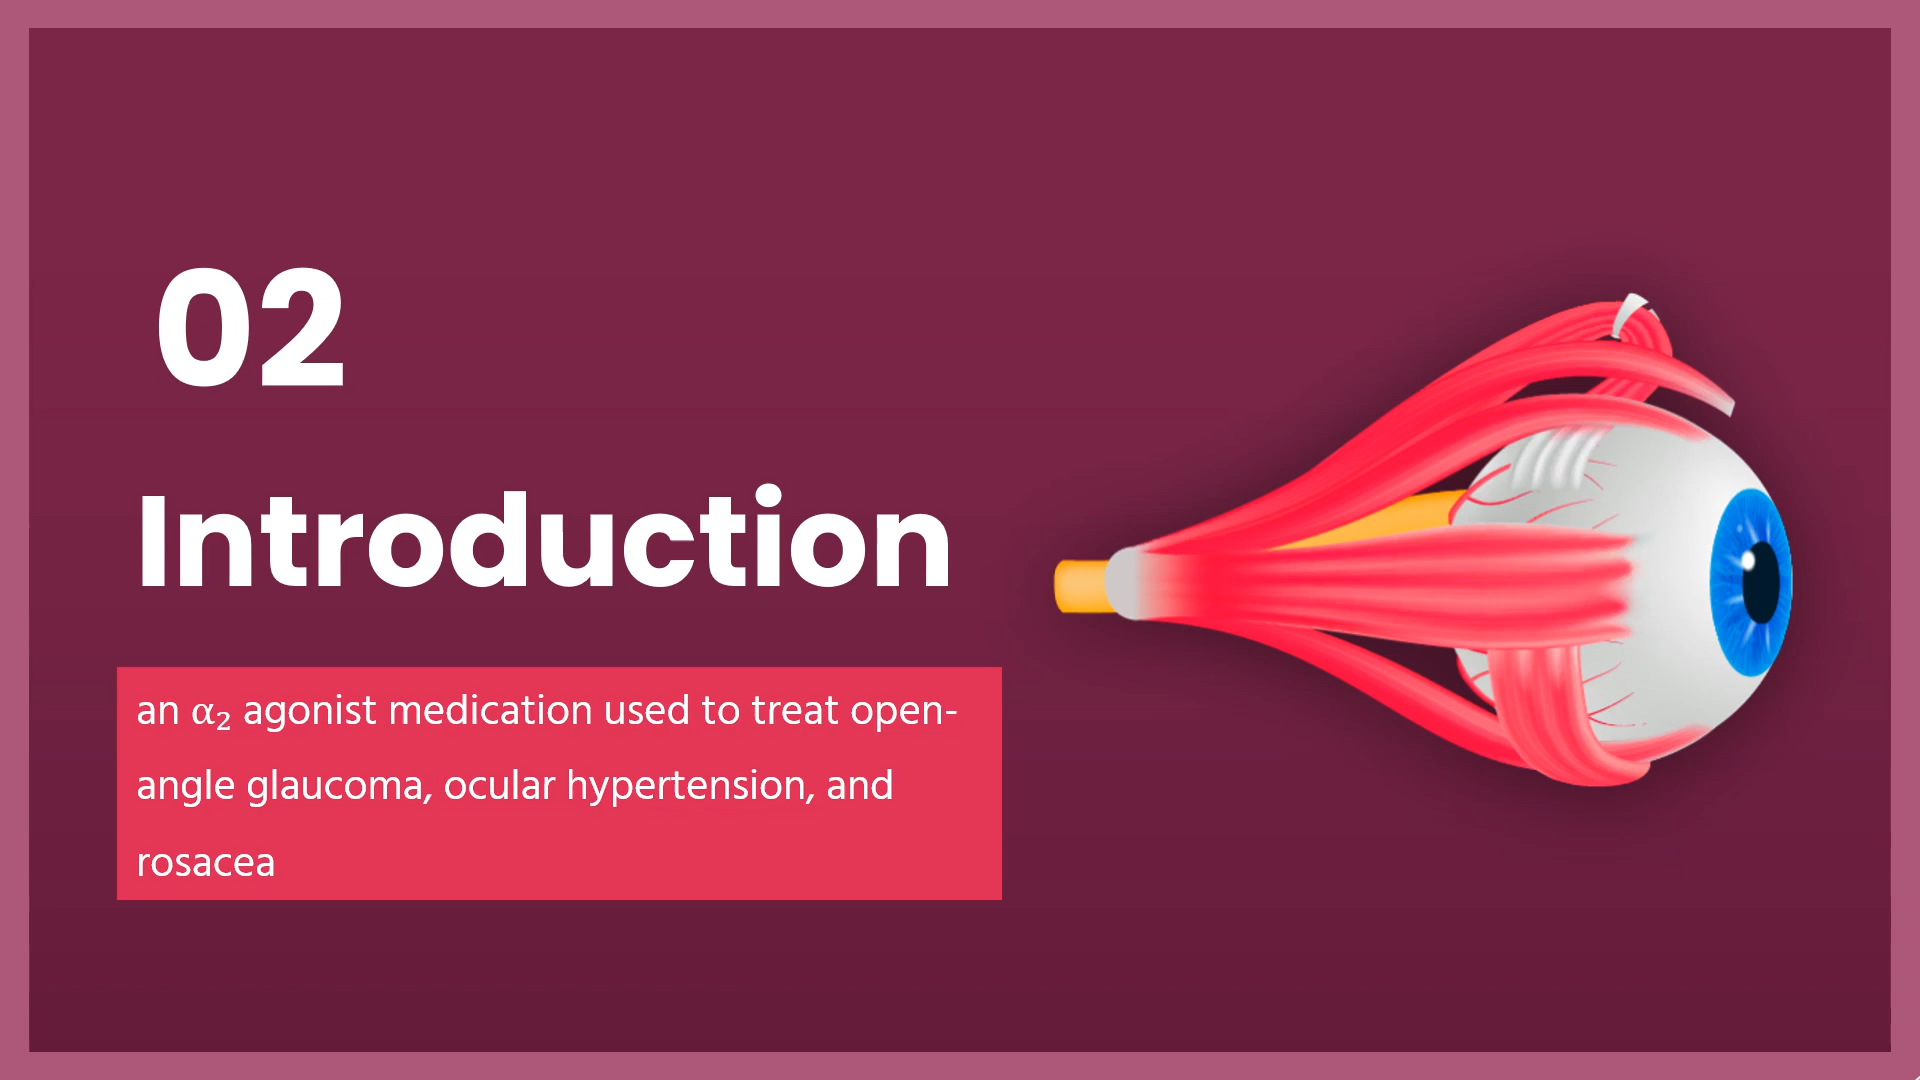 02
Introduction
an α₂ agonist medication used to treat open-
angle glaucoma, ocular hypertension, and
rosacea